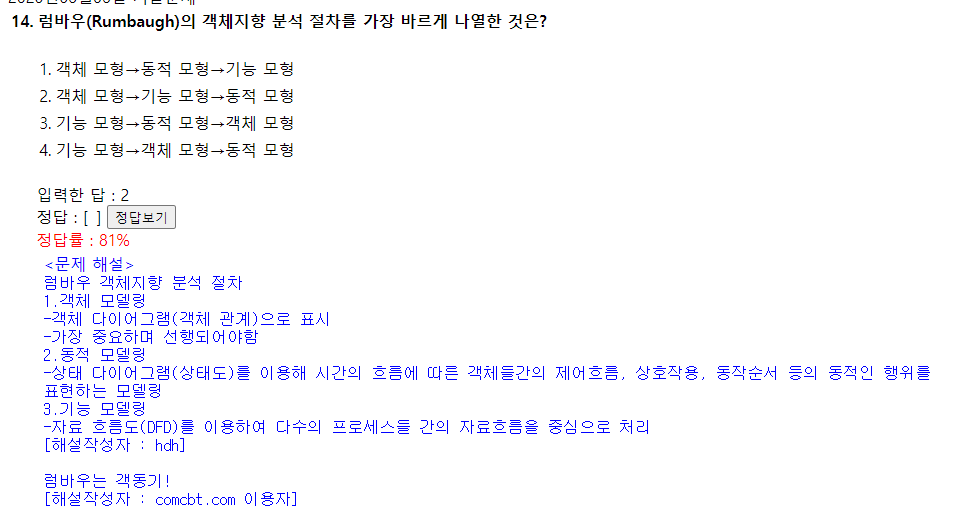 14. 럼바우(Rumbaugh)의 객체지향 분석 절차를 가장 바르게 나열한 것은?
1. 객체 모형→동적 모형→기능 모형
2. 객체 모형→기능 모형→동적 모형
3. 기능 모형→동적 모형→객체 모형
4. 기능 모형→객체 모형→동적 모형
입력한 답 : 2
정답 : [ ] 정답보기
정답률 : 81%
<문제 해설>
럼바우 객체지향 분석 절차
1.객체 모델링
-객체 다이어그램(객체 관계)으로 표시
-가장 중요하며 선행되어야함
2.동적 모델링
-상태 다이어그램(상태도)를 이용해 시간의 흐름에 따른 객체들간의 제어흐름, 상호작용, 동작순서 등의 동적인 행위를
표현하는 모델링
3.기능 모델링
-자료 흐름도(DFD)를 이용하여 다수의 프로세스들 간의 자료흐름을 중심으로 처리
[해설작성자 : hdh]
럼바우는 객동기!
[해설작성자 : comcbt.com 이용자]